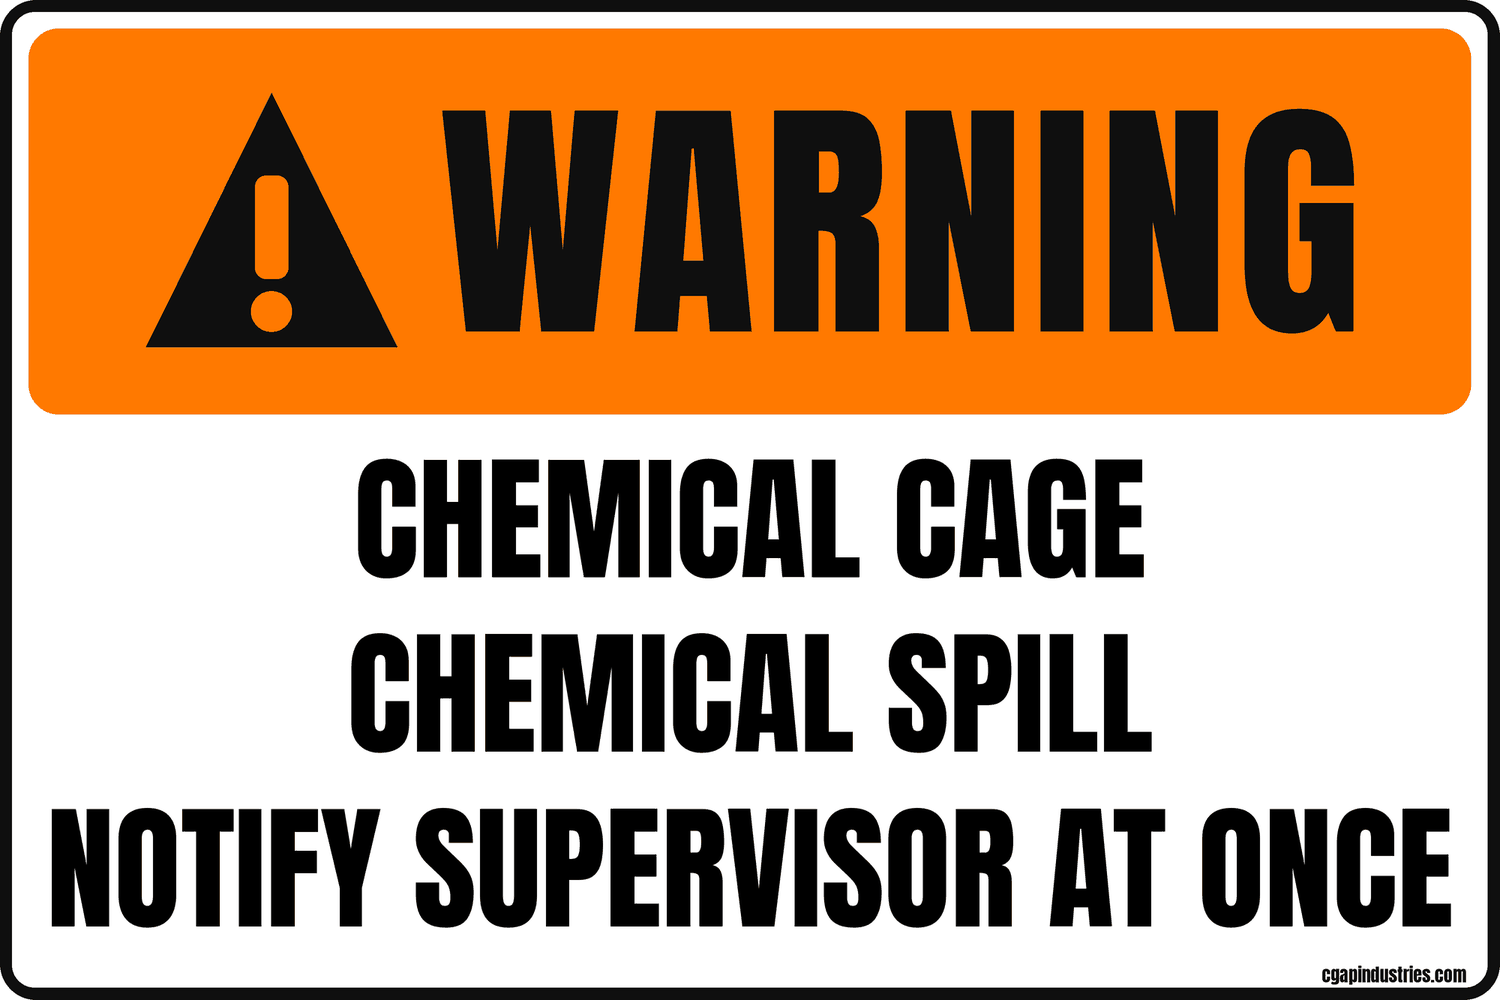 WARNING
CHEMICAL CAGE
CHEMICAL SPILL
NOTIFY SUPERVISOR AT ONCE
cgapindustries.com